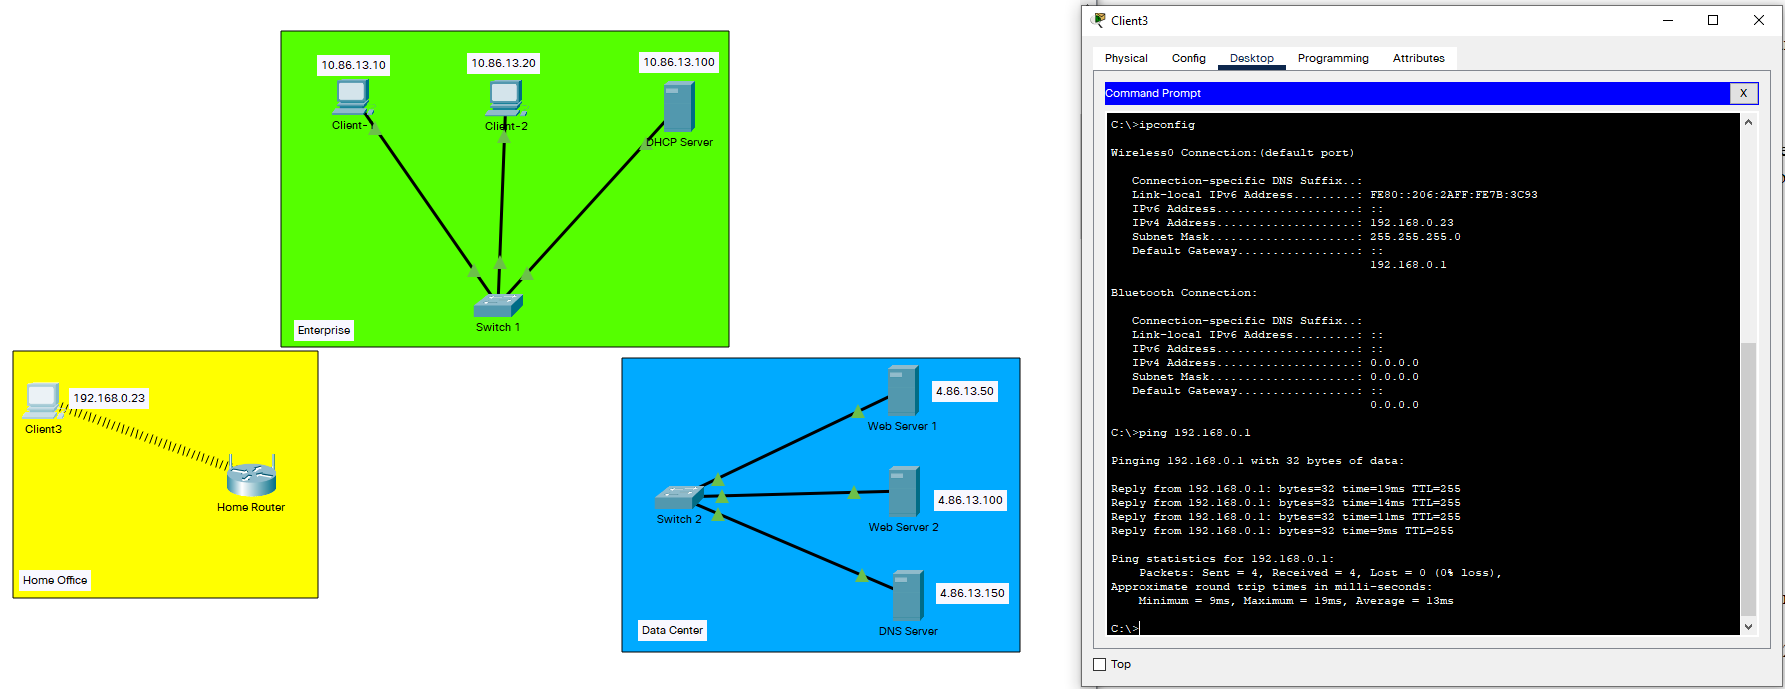 10.86.13.10
10.86.13.20
10.86.13.100
Client-1
Client-2
DHCP Server
Switch 1
Enterprise
192.168.0.23
Client3
Home Router
Home Office
4.86.13.50
Web Server 1
4.86.13.100
Web Server 2
Switch 2
4.86.13.150
DNS Server
Data Center
Client3
Physical Config Desktop Programming Attributes
Command Prompt X
C:\>ipconfig
Wireless0 Connection:(default port)
Connection-specific DNS Suffix..:
Link-local IPv6 Address.........: FE80::206:2AFF:FE7B:3C93
IPv6 Address....................: ::
IPv4 Address....................: 192.168.0.23
Subnet Mask.....................: 255.255.255.0
Default Gateway.................: ::
192.168.0.1
Bluetooth Connection:
Connection-specific DNS Suffix..:
Link-local IPv6 Address.........: ::
IPv6 Address....................: ::
IPv4 Address....................: 0.0.0.0
Subnet Mask.....................: 0.0.0.0
Default Gateway.................: ::
0.0.0.0
C:\>ping 192.168.0.1
Pinging 192.168.0.1 with 32 bytes of data:
Reply from 192.168.0.1: bytes=32 time=19ms TTL=255
Reply from 192.168.0.1: bytes=32 time=14ms TTL=255
Reply from 192.168.0.1: bytes=32 time=11ms TTL=255
Reply from 192.168.0.1: bytes=32 time=9ms TTL=255
Ping statistics for 192.168.0.1:
Packets: Sent = 4, Received = 4, Lost = 0 (0% loss),
Approximate round trip times in milli-seconds:
Minimum = 9ms, Maximum = 19ms, Average = 13ms
C:\>
Top